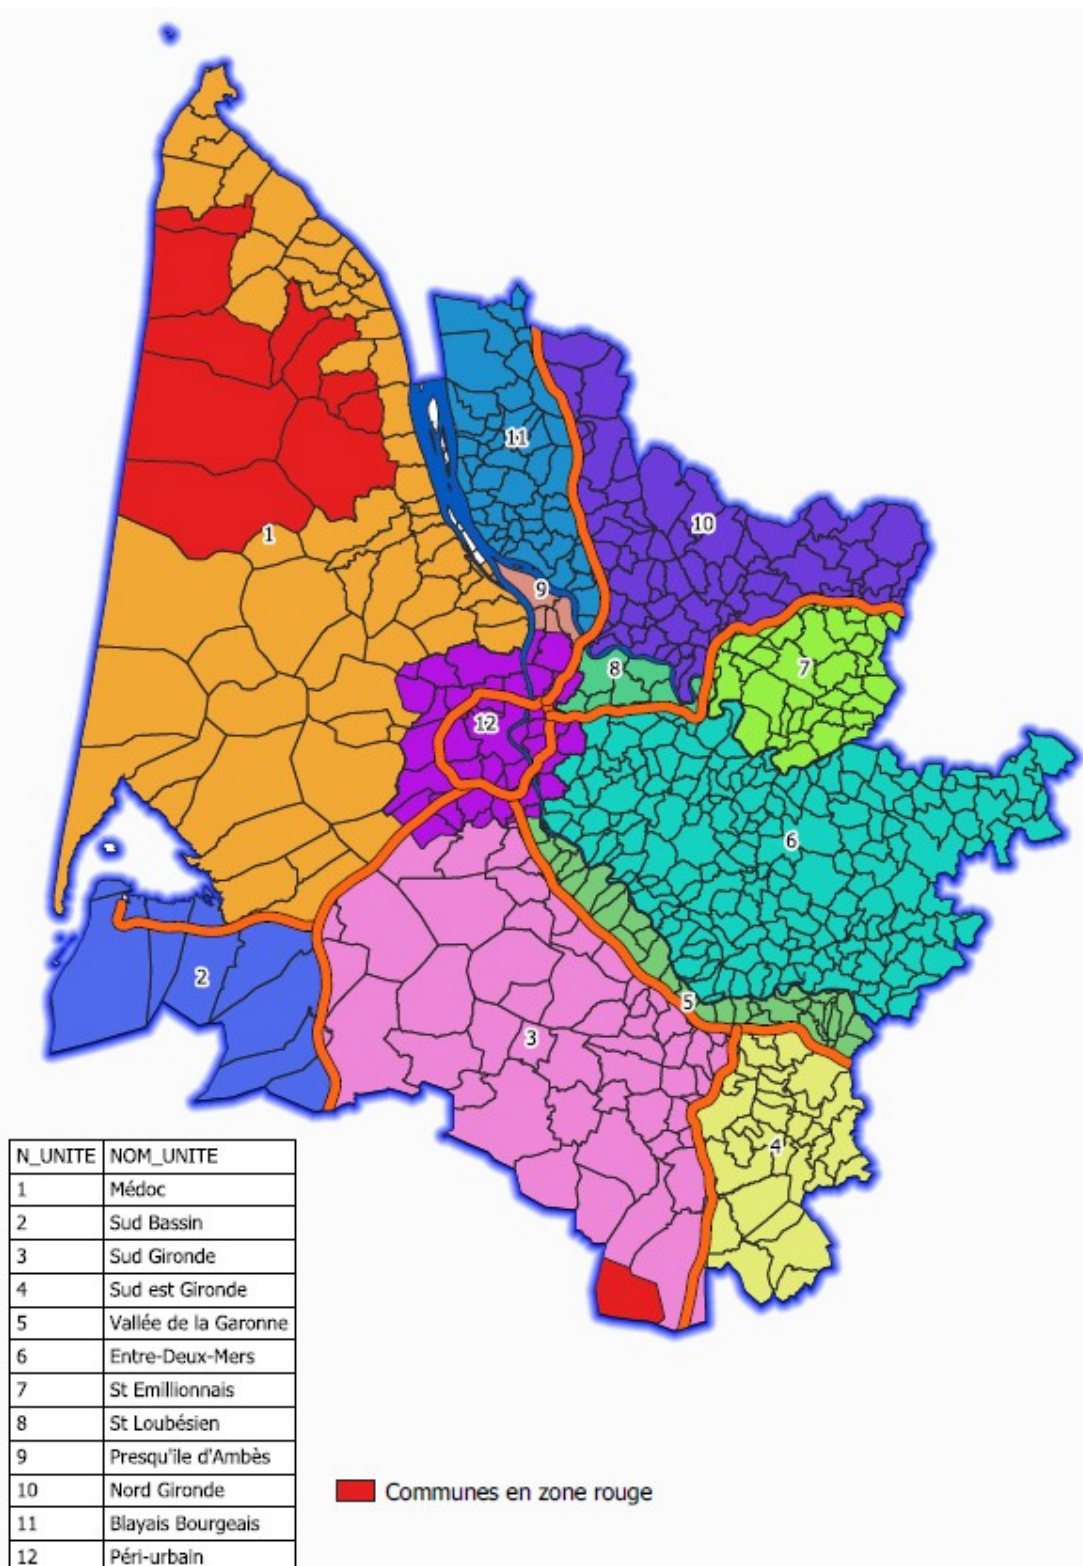 11
10
1
9
8
7
12
6
2
5
3
4
N_UNITE NOM_UNITE
1 Médoc
2 Sud Bassin
3 Sud Gironde
4 Sud est Gironde
5 Vallée de la Garonne
6 Entre-Deux-Mers
7 St Emillionnais
8 St Loubésien
9 Presqu'île d'Ambès
10 Nord Gironde
11 Blayais Bourgeais
12 Péri-urbain
Communes en zone rouge